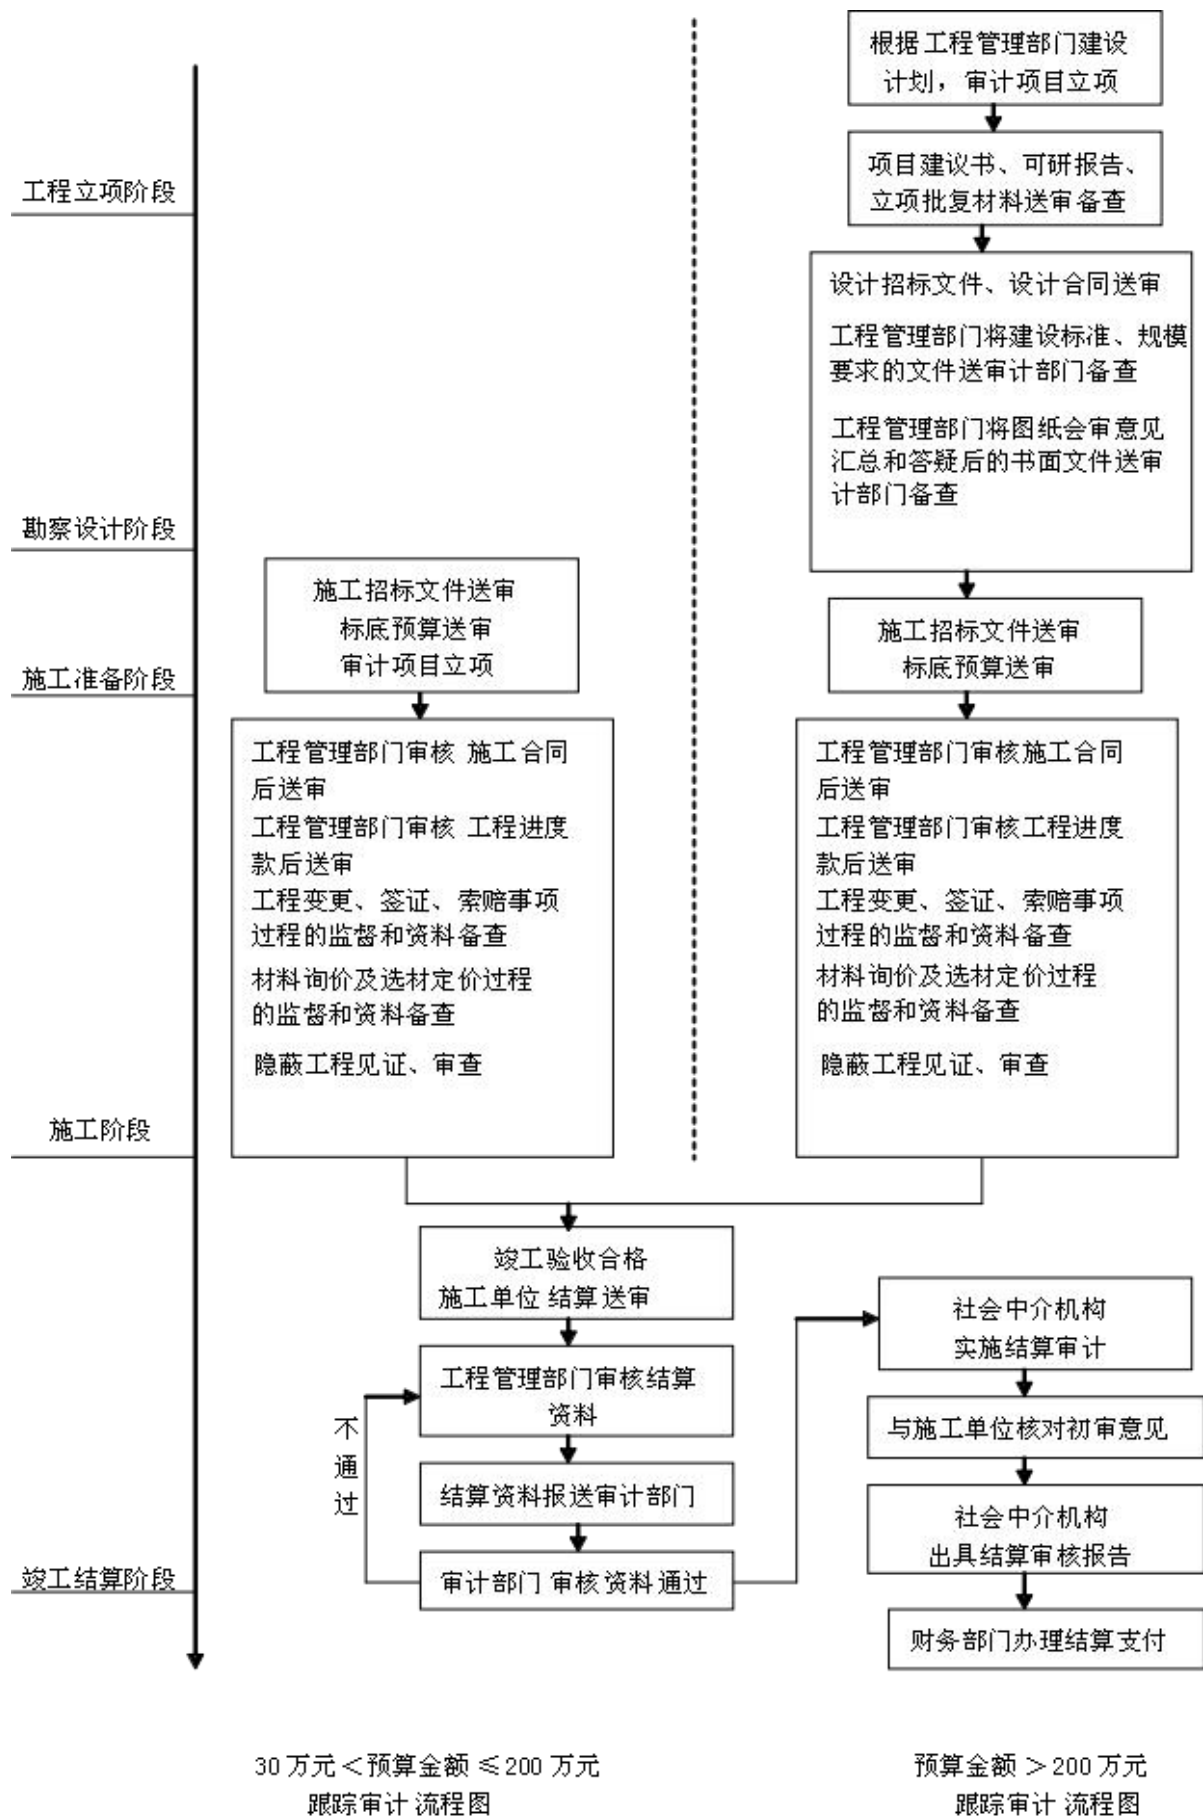 根据工程管理部门建设
计划，审计项目立项
项目建议书、可研报告、
立项批复材料送审备查
工程立项阶段
设计招标文件、设计合同送审
工程管理部门将建设标准、规模
要求的文件送审计部门备查
工程管理部门将图纸会审意见
汇总和答疑后的书面文件送审
计部门备查
勘察设计阶段
施工招标文件送审
标底预算送审
审计项目立项
施工招标文件送审
标底预算送审
施工准备阶段
工程管理部门审核 施工合同
后送审
工程管理部门审核 工程进度
款后送审
工程变更、签证、索赔事项
过程的监督和资料备查
材料询价及选材定价过程
的监督和资料备查
隐蔽工程见证、审查
工程管理部门审核施工合同
后送审
工程管理部门审核工程进度
款后送审
工程变更、签证、索赔事项
过程的监督和资料备查
材料询价及选材定价过程
的监督和资料备查
隐蔽工程见证、审查
施工阶段
竣工验收合格
施工单位 结算送审
工程管理部门审核结算
资料
不
通
过
结算资料报送审计部门
审计部门 审核资料通过
竣工结算阶段
社会中介机构
实施结算审计
与施工单位核对初审意见
社会中介机构
出具结算审核报告
财务部门办理结算支付
30 万元＜预算金额 ≤200 万元
跟踪审计 流程图
预算金额 ＞200 万元
跟踪审计 流程图